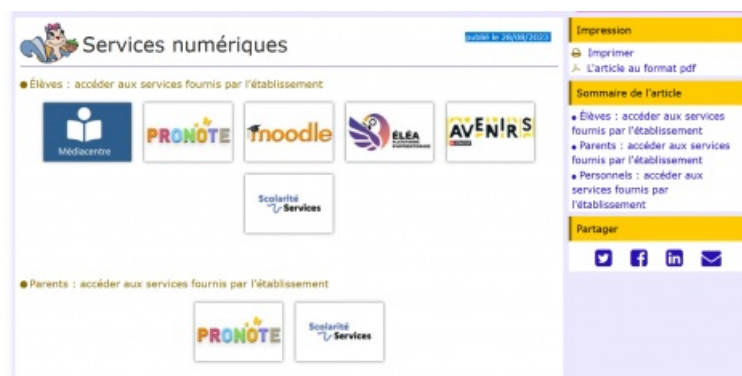 Services numériques
publié le 28/08/2023
Élèves : accéder aux services fournis par l'établissement
Médiacentre
PRONOTE
moodle
ÉLÉA
AVENIRS
Scolarité
Services
Parents : accéder aux services fournis par l'établissement
PRONOTE
Scolarité
Services
Impression
Imprimer
L'article au format pdf
Sommaire de l'article
• Élèves : accéder aux services
fournis par l'établissement
• Parents : accéder aux services
fournis par l'établissement
• Personnels : accéder aux
services fournis par
l'établissement
Partager